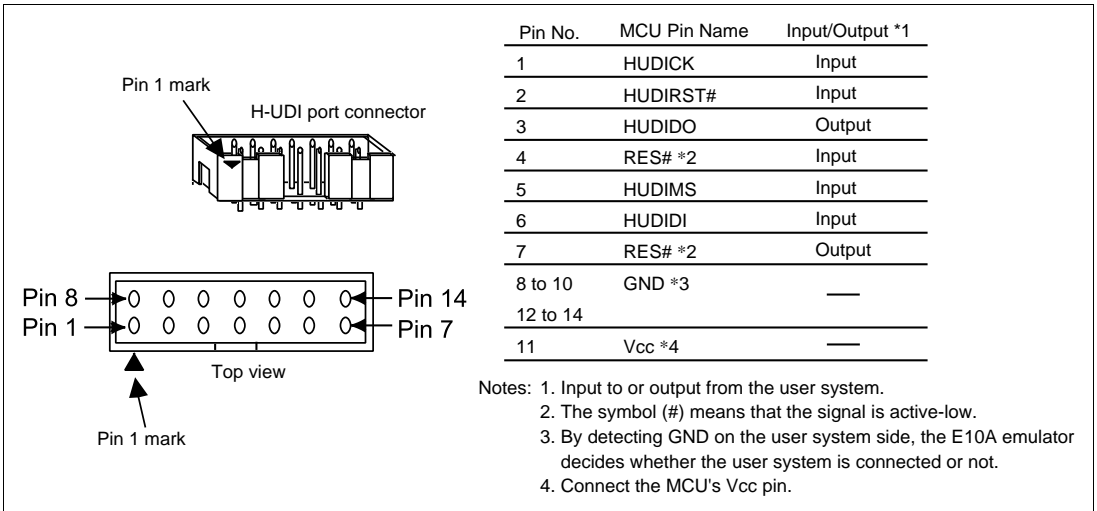 Pin 1 mark
H-UDI port connector
Pin 8
Pin 14
Pin 1
Pin 7
Top view
Pin 1 mark
Pin No. MCU Pin Name Input/Output *1
1 HUDICK Input
2 HUDIRST# Input
3 HUDIDO Output
4 RES# *2 Input
5 HUDIMS Input
6 HUDIDI Input
7 RES# *2 Output
8 to 10 GND *3 —
12 to 14
11 Vcc *4 —
Notes: 1. Input to or output from the user system.
2. The symbol (#) means that the signal is active-low.
3. By detecting GND on the user system side, the E10A emulator
decides whether the user system is connected or not.
4. Connect the MCU's Vcc pin.